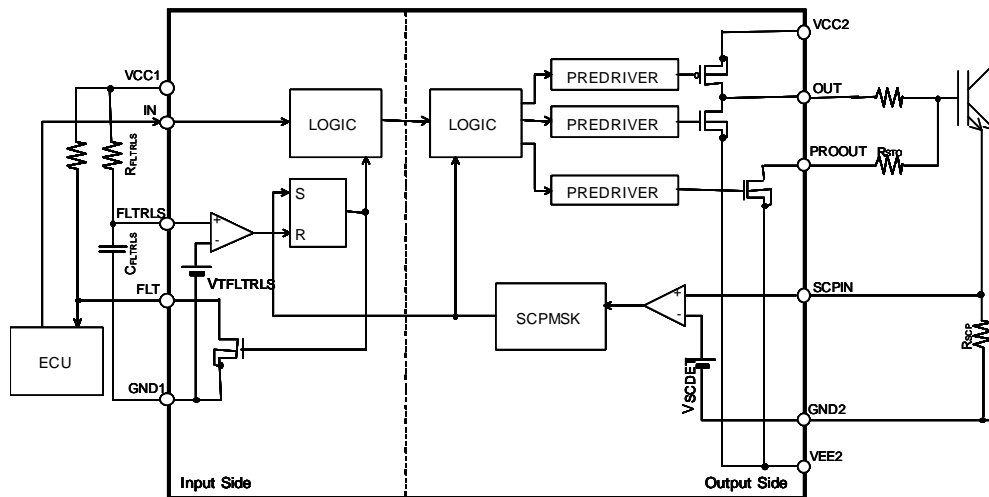 VCC2
VCC1
PREDRIVER
OUT
IN
LOGIC
LOGIC
PREDRIVER
RFLTRLS
PROOUT
RSTO
PREDRIVER
S
FLTRLS
+
R
-
CFLTRLS
VTFLTRLS
FLT
SCPIN
+
SCPMSK
-
RSCP
ECU
VSCDET
GND1
GND2
VEE2
Input Side
Output Side